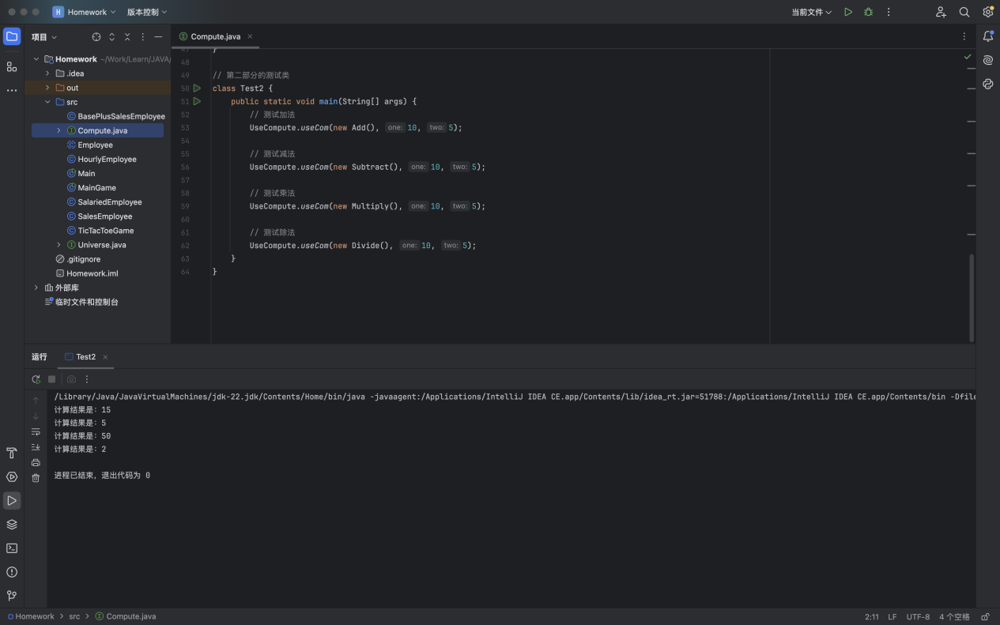 H Homework 版本控制 当前文件
项目
Compute.java
Homework ~/Work/Learn/JAVA/
.idea
out
src
BasePlusSalesEmployee
Compute.java
Employee
HourlyEmployee
Main
MainGame
SalariedEmployee
SalesEmployee
TicTacToeGame
Universe.java
.gitignore
Homework.iml
外部库
临时文件和控制台
47 }
48
49 // 第二部分的测试类
50 class Test2 {
51 public static void main(String[] args) {
52 // 测试加法
53 UseCompute.useCom(new Add(), one: 10, two: 5);
54
55 // 测试减法
56 UseCompute.useCom(new Subtract(), one: 10, two: 5);
57
58 // 测试乘法
59 UseCompute.useCom(new Multiply(), one: 10, two: 5);
60
61 // 测试除法
62 UseCompute.useCom(new Divide(), one: 10, two: 5);
63 }
64 }
运行 Test2
/Library/Java/JavaVirtualMachines/jdk-22.jdk/Contents/Home/bin/java -javaagent:/Applications/IntelliJ IDEA CE.app/Contents/lib/idea_rt.jar=51788:/Applications/IntelliJ IDEA CE.app/Contents/bin -Dfile
计算结果是：15
计算结果是：5
计算结果是：50
计算结果是：2
进程已结束，退出代码为 0
Homework > src > Compute.java 2:11 LF UTF-8 4 个空格